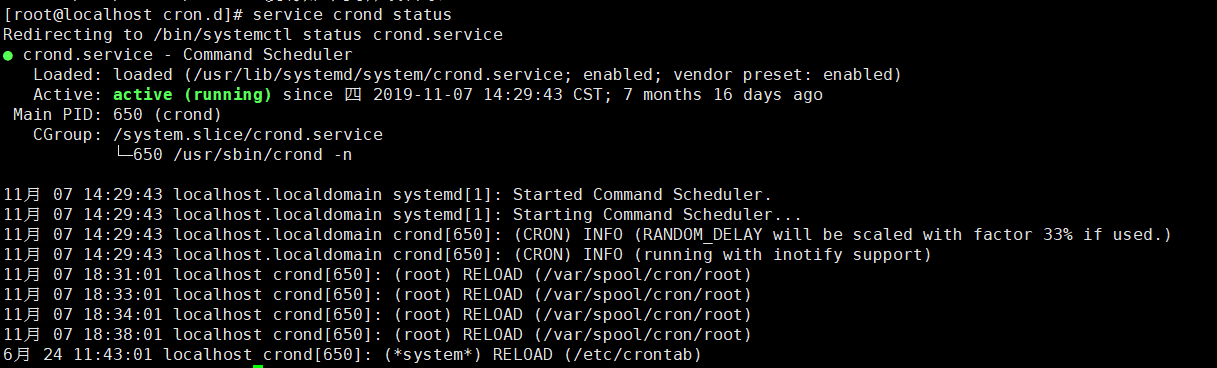 [root@localhost cron.d]# service crond status
Redirecting to /bin/systemctl status crond.service
● crond.service - Command Scheduler
   Loaded: loaded (/usr/lib/systemd/system/crond.service; enabled; vendor preset: enabled)
   Active: active (running) since 四 2019-11-07 14:29:43 CST; 7 months 16 days ago
 Main PID: 650 (crond)
   CGroup: /system.slice/crond.service
           └─650 /usr/sbin/crond -n

11月 07 14:29:43 localhost.localdomain systemd[1]: Started Command Scheduler.
11月 07 14:29:43 localhost.localdomain systemd[1]: Starting Command Scheduler...
11月 07 14:29:43 localhost.localdomain crond[650]: (CRON) INFO (RANDOM_DELAY will be scaled with factor 33% if used.)
11月 07 14:29:43 localhost.localdomain crond[650]: (CRON) INFO (running with inotify support)
11月 07 18:31:01 localhost crond[650]: (root) RELOAD (/var/spool/cron/root)
11月 07 18:33:01 localhost crond[650]: (root) RELOAD (/var/spool/cron/root)
11月 07 18:34:01 localhost crond[650]: (root) RELOAD (/var/spool/cron/root)
11月 07 18:38:01 localhost crond[650]: (root) RELOAD (/var/spool/cron/root)
6月 24 11:43:01 localhost crond[650]: (*system*) RELOAD (/etc/crontab)